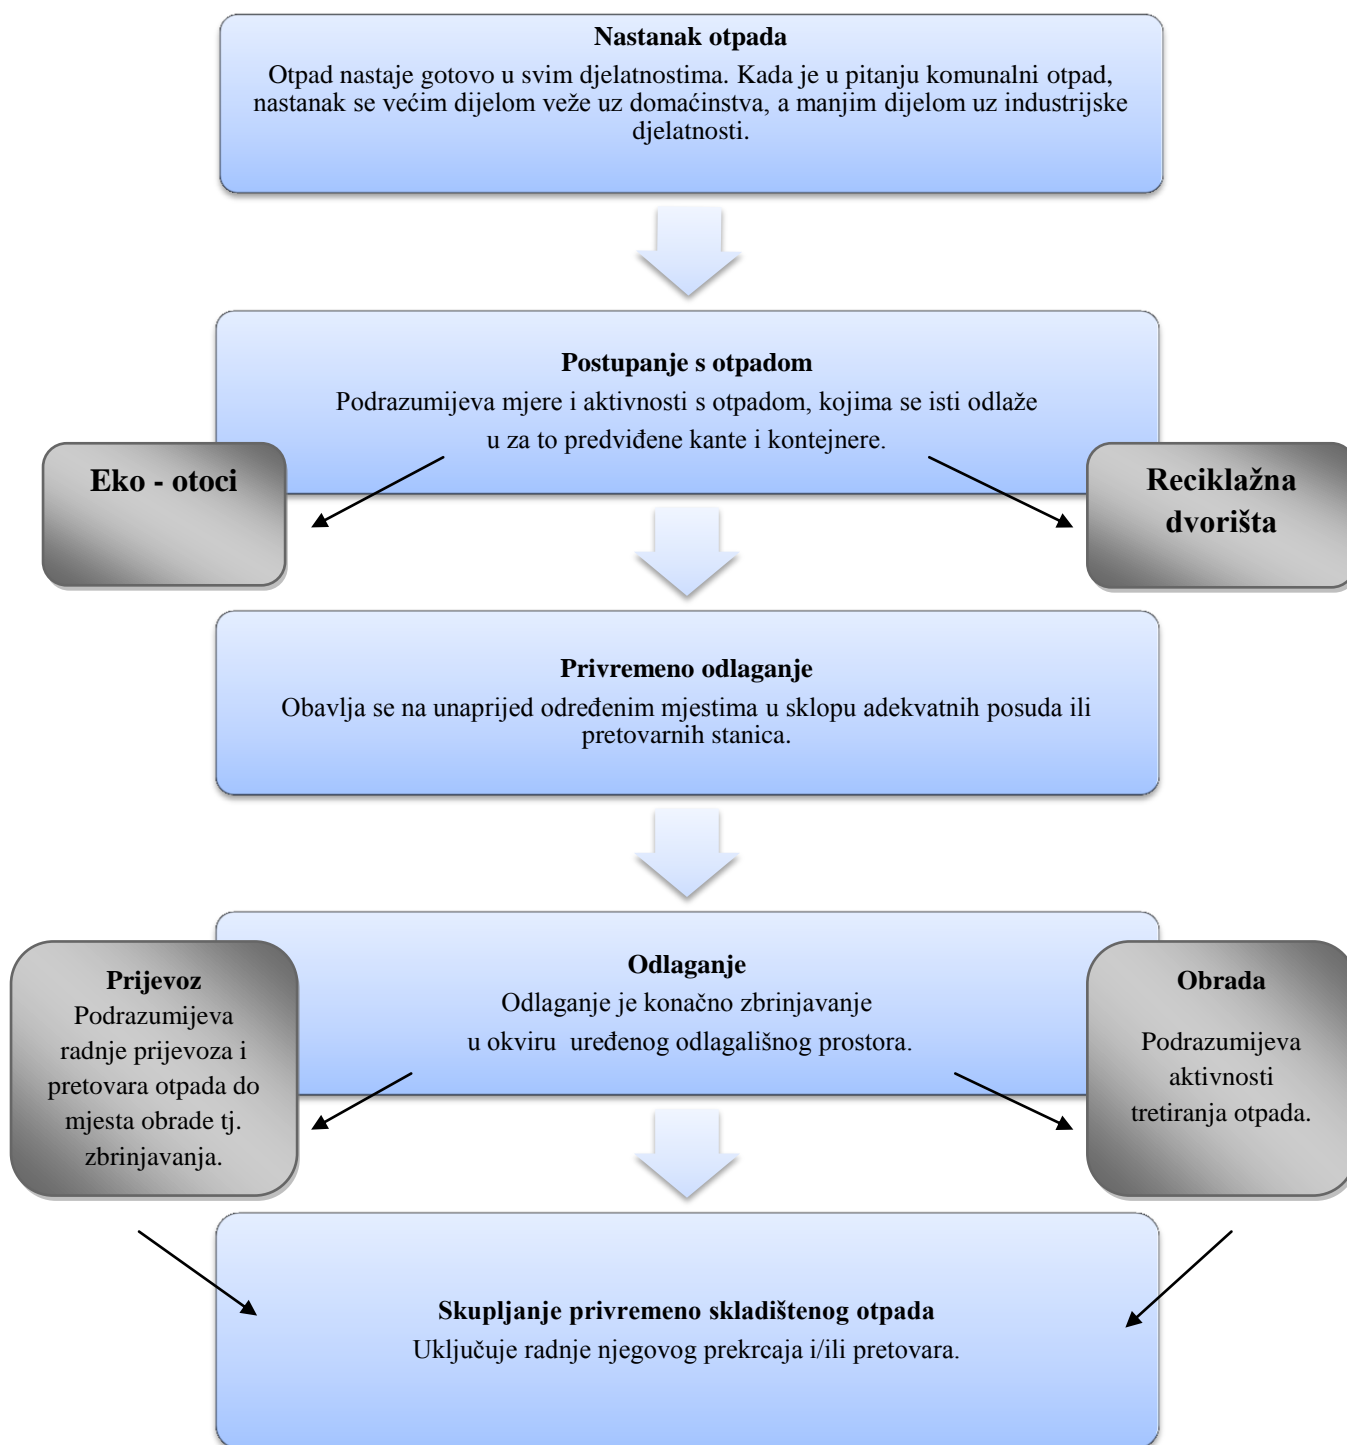 Nastanak otpada
Otpad nastaje gotovo u svim djelatnostima. Kada je u pitanju komunalni otpad,
nastanak se većim dijelom veže uz domaćinstva, a manjim dijelom uz industrijske
djelatnosti.
Postupanje s otpadom
Podrazumijeva mjere i aktivnosti s otpadom, kojima se isti odlaže
u za to predviđene kante i kontejnere.
Eko - otoci
Reciklažna
dvorišta
Privremeno odlaganje
Obavlja se na unaprijed određenim mjestima u sklopu adekvatnih posuda ili
pretovarnih stanica.
Odlaganje
Odlaganje je konačno zbrinjavanje
u okviru  uređenog odlagališnog prostora.
Prijevoz
Podrazumijeva
radnje prijevoza i
pretovara otpada do
mjesta obrade tj.
zbrinjavanja.
Obrada
Podrazumijeva
aktivnosti
tretiranja otpada.
Skupljanje privremeno skladištenog otpada
Uključuje radnje njegovog prekrcaja i/ili pretovara.